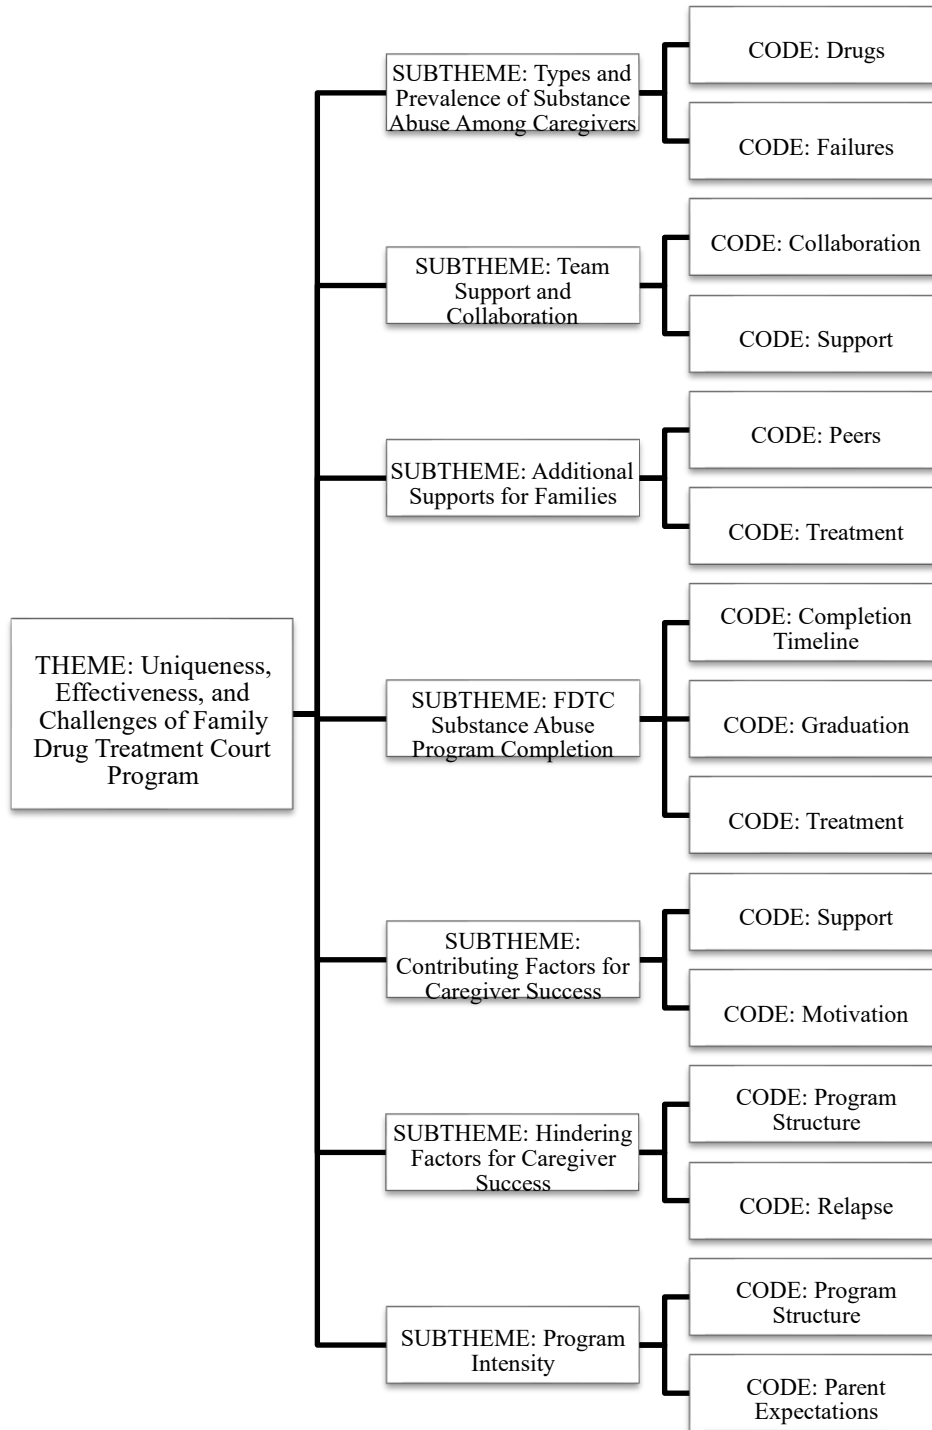 THEME: Uniqueness,
Effectiveness, and
Challenges of Family
Drug Treatment Court
Program
SUBTHEME: Types and
Prevalence of Substance
Abuse Among Caregivers
CODE: Drugs
CODE: Failures
SUBTHEME: Team
Support and
Collaboration
CODE: Collaboration
CODE: Support
SUBTHEME: Additional
Supports for Families
CODE: Peers
CODE: Treatment
SUBTHEME: FDTC
Substance Abuse
Program Completion
CODE: Completion
Timeline
CODE: Graduation
CODE: Treatment
SUBTHEME:
Contributing Factors for
Caregiver Success
CODE: Support
CODE: Motivation
SUBTHEME: Hindering
Factors for Caregiver
Success
CODE: Program
Structure
CODE: Relapse
SUBTHEME: Program
Intensity
CODE: Program
Structure
CODE: Parent
Expectations